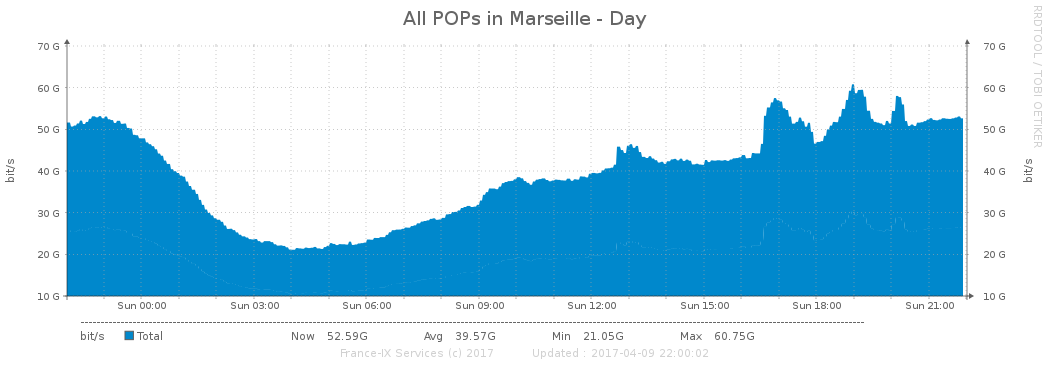 All POPs in Marseille - Day
RRDTOOL / TOBI OETIKER
70 G 70 G
60 G 60 G
50 G 50 G
40 G 40 G
30 G 30 G
20 G 20 G
10 G 10 G
bit/s
bit/s
Sun 00:00 Sun 03:00 Sun 06:00 Sun 09:00 Sun 12:00 Sun 15:00 Sun 18:00 Sun 21:00
bit/s Total Now 52.59G Avg 39.57G Min 21.05G Max 60.75G
France-IX Services (c) 2017 Updated : 2017-04-09 22:00:02